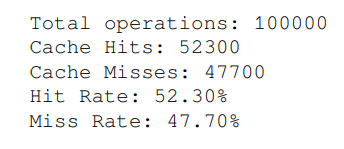 Total operations: 100000
Cache Hits: 52300
Cache Misses: 47700
Hit Rate: 52.30%
Miss Rate: 47.70%